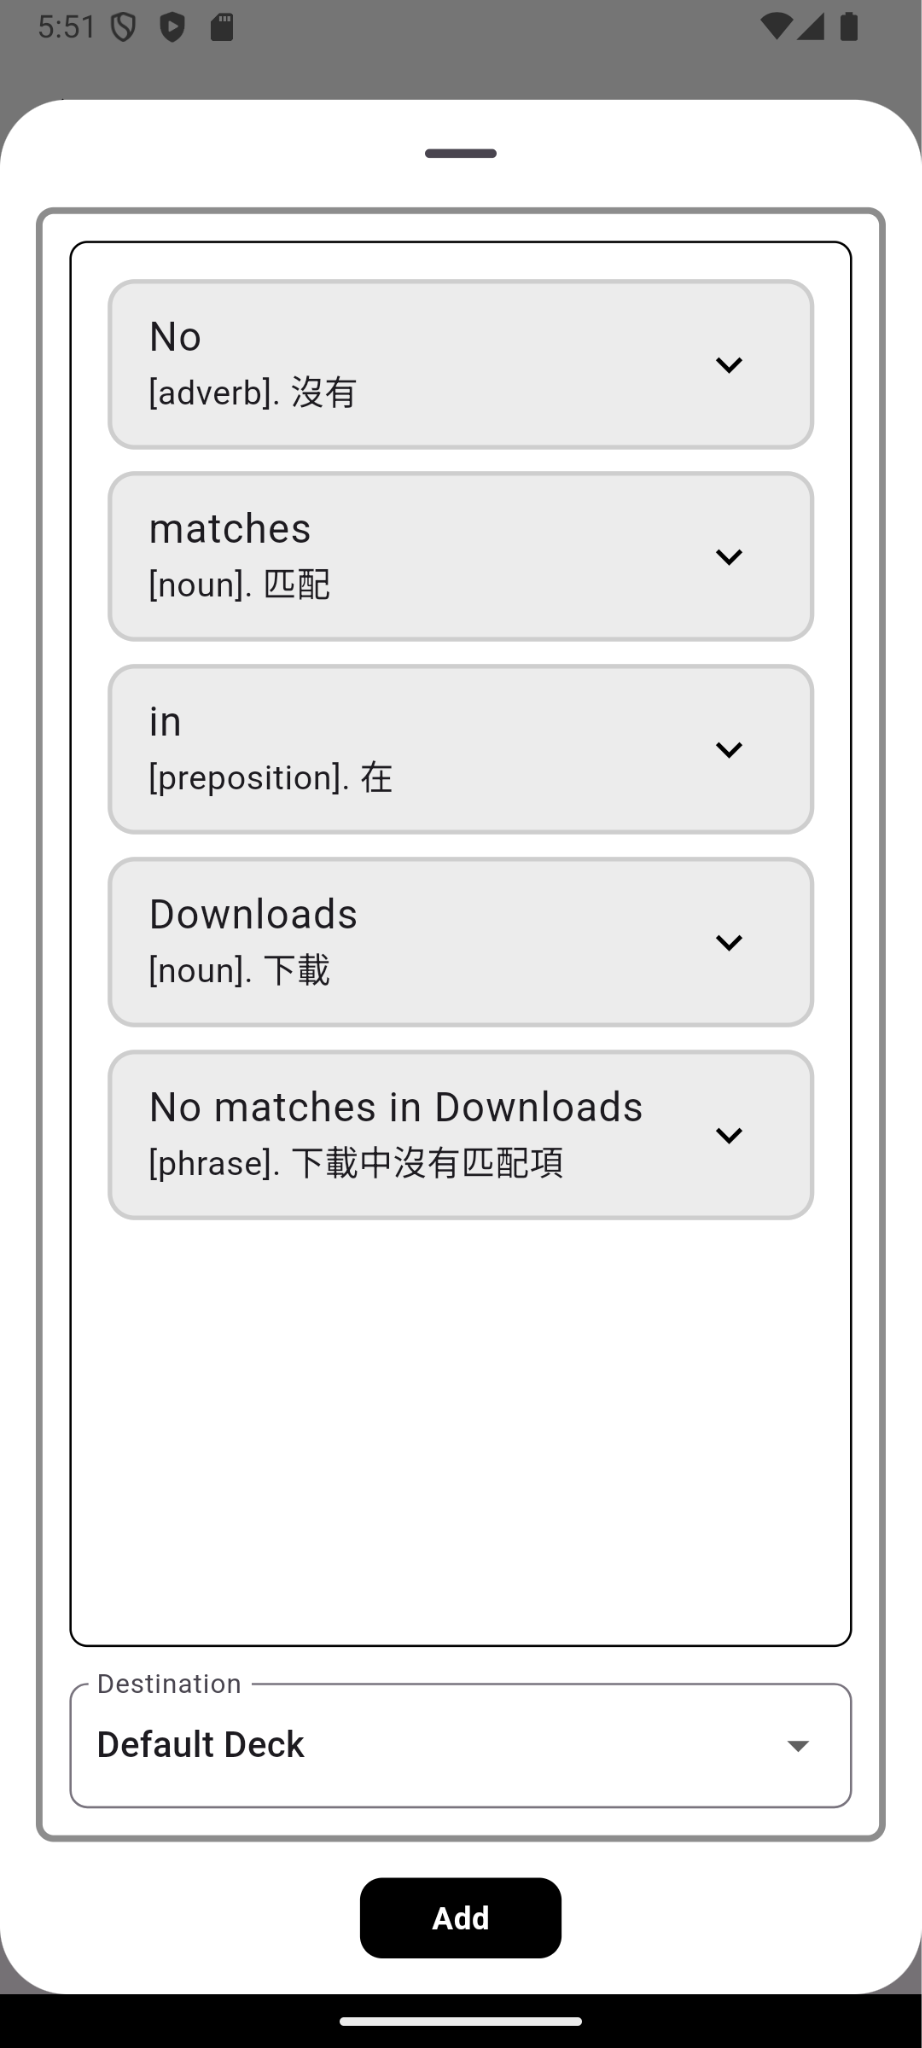 5:51
No
[adverb]. 沒有
matches
[noun]. 匹配
in
[preposition]. 在
Downloads
[noun]. 下載
No matches in Downloads
[phrase]. 下載中沒有匹配項
Destination
Default Deck
Add